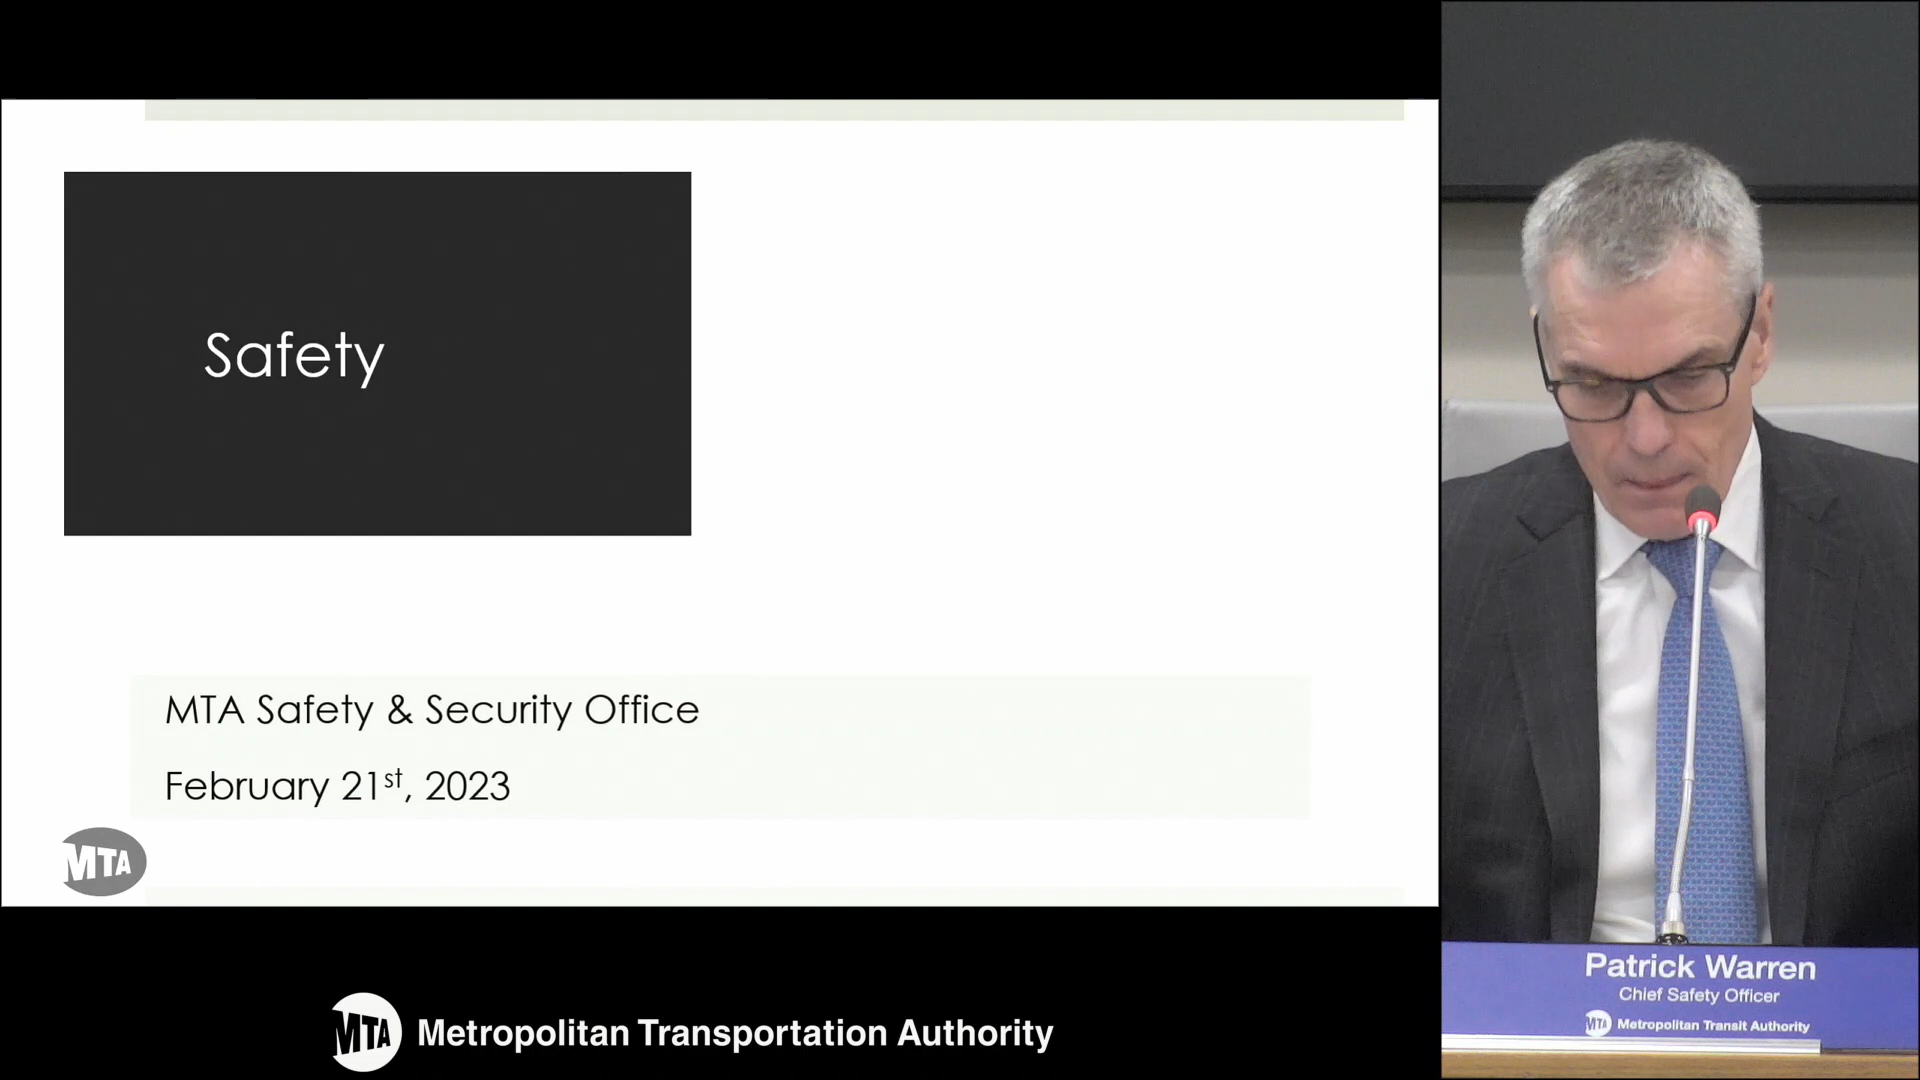 Safety
MTA Safety & Security Office
February 21st, 2023
MTA
MTA Metropolitan Transportation Authority
Patrick Warren
Chief Safety Officer
MTA Metropolitan Transit Authority